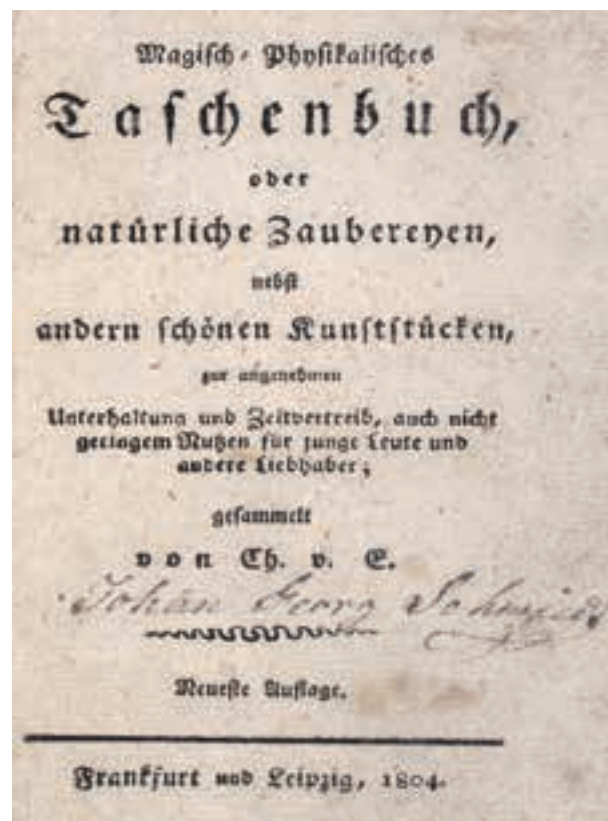 Magisch-Physikalisches
Taschenbuch,
oder
natürliche Zaubereyen,
nebst
andern schönen Kunststücken,
zur angenehmen
Unterhaltung und Zeitvertreib, auch nicht
geringem Nutzen für junge Leute und
andere Liebhaber,
gesammelt
von Ch. v. E.
Johan Georg Schmied
Neueste Auflage.
Frankfurt und Leipzig, 1804.